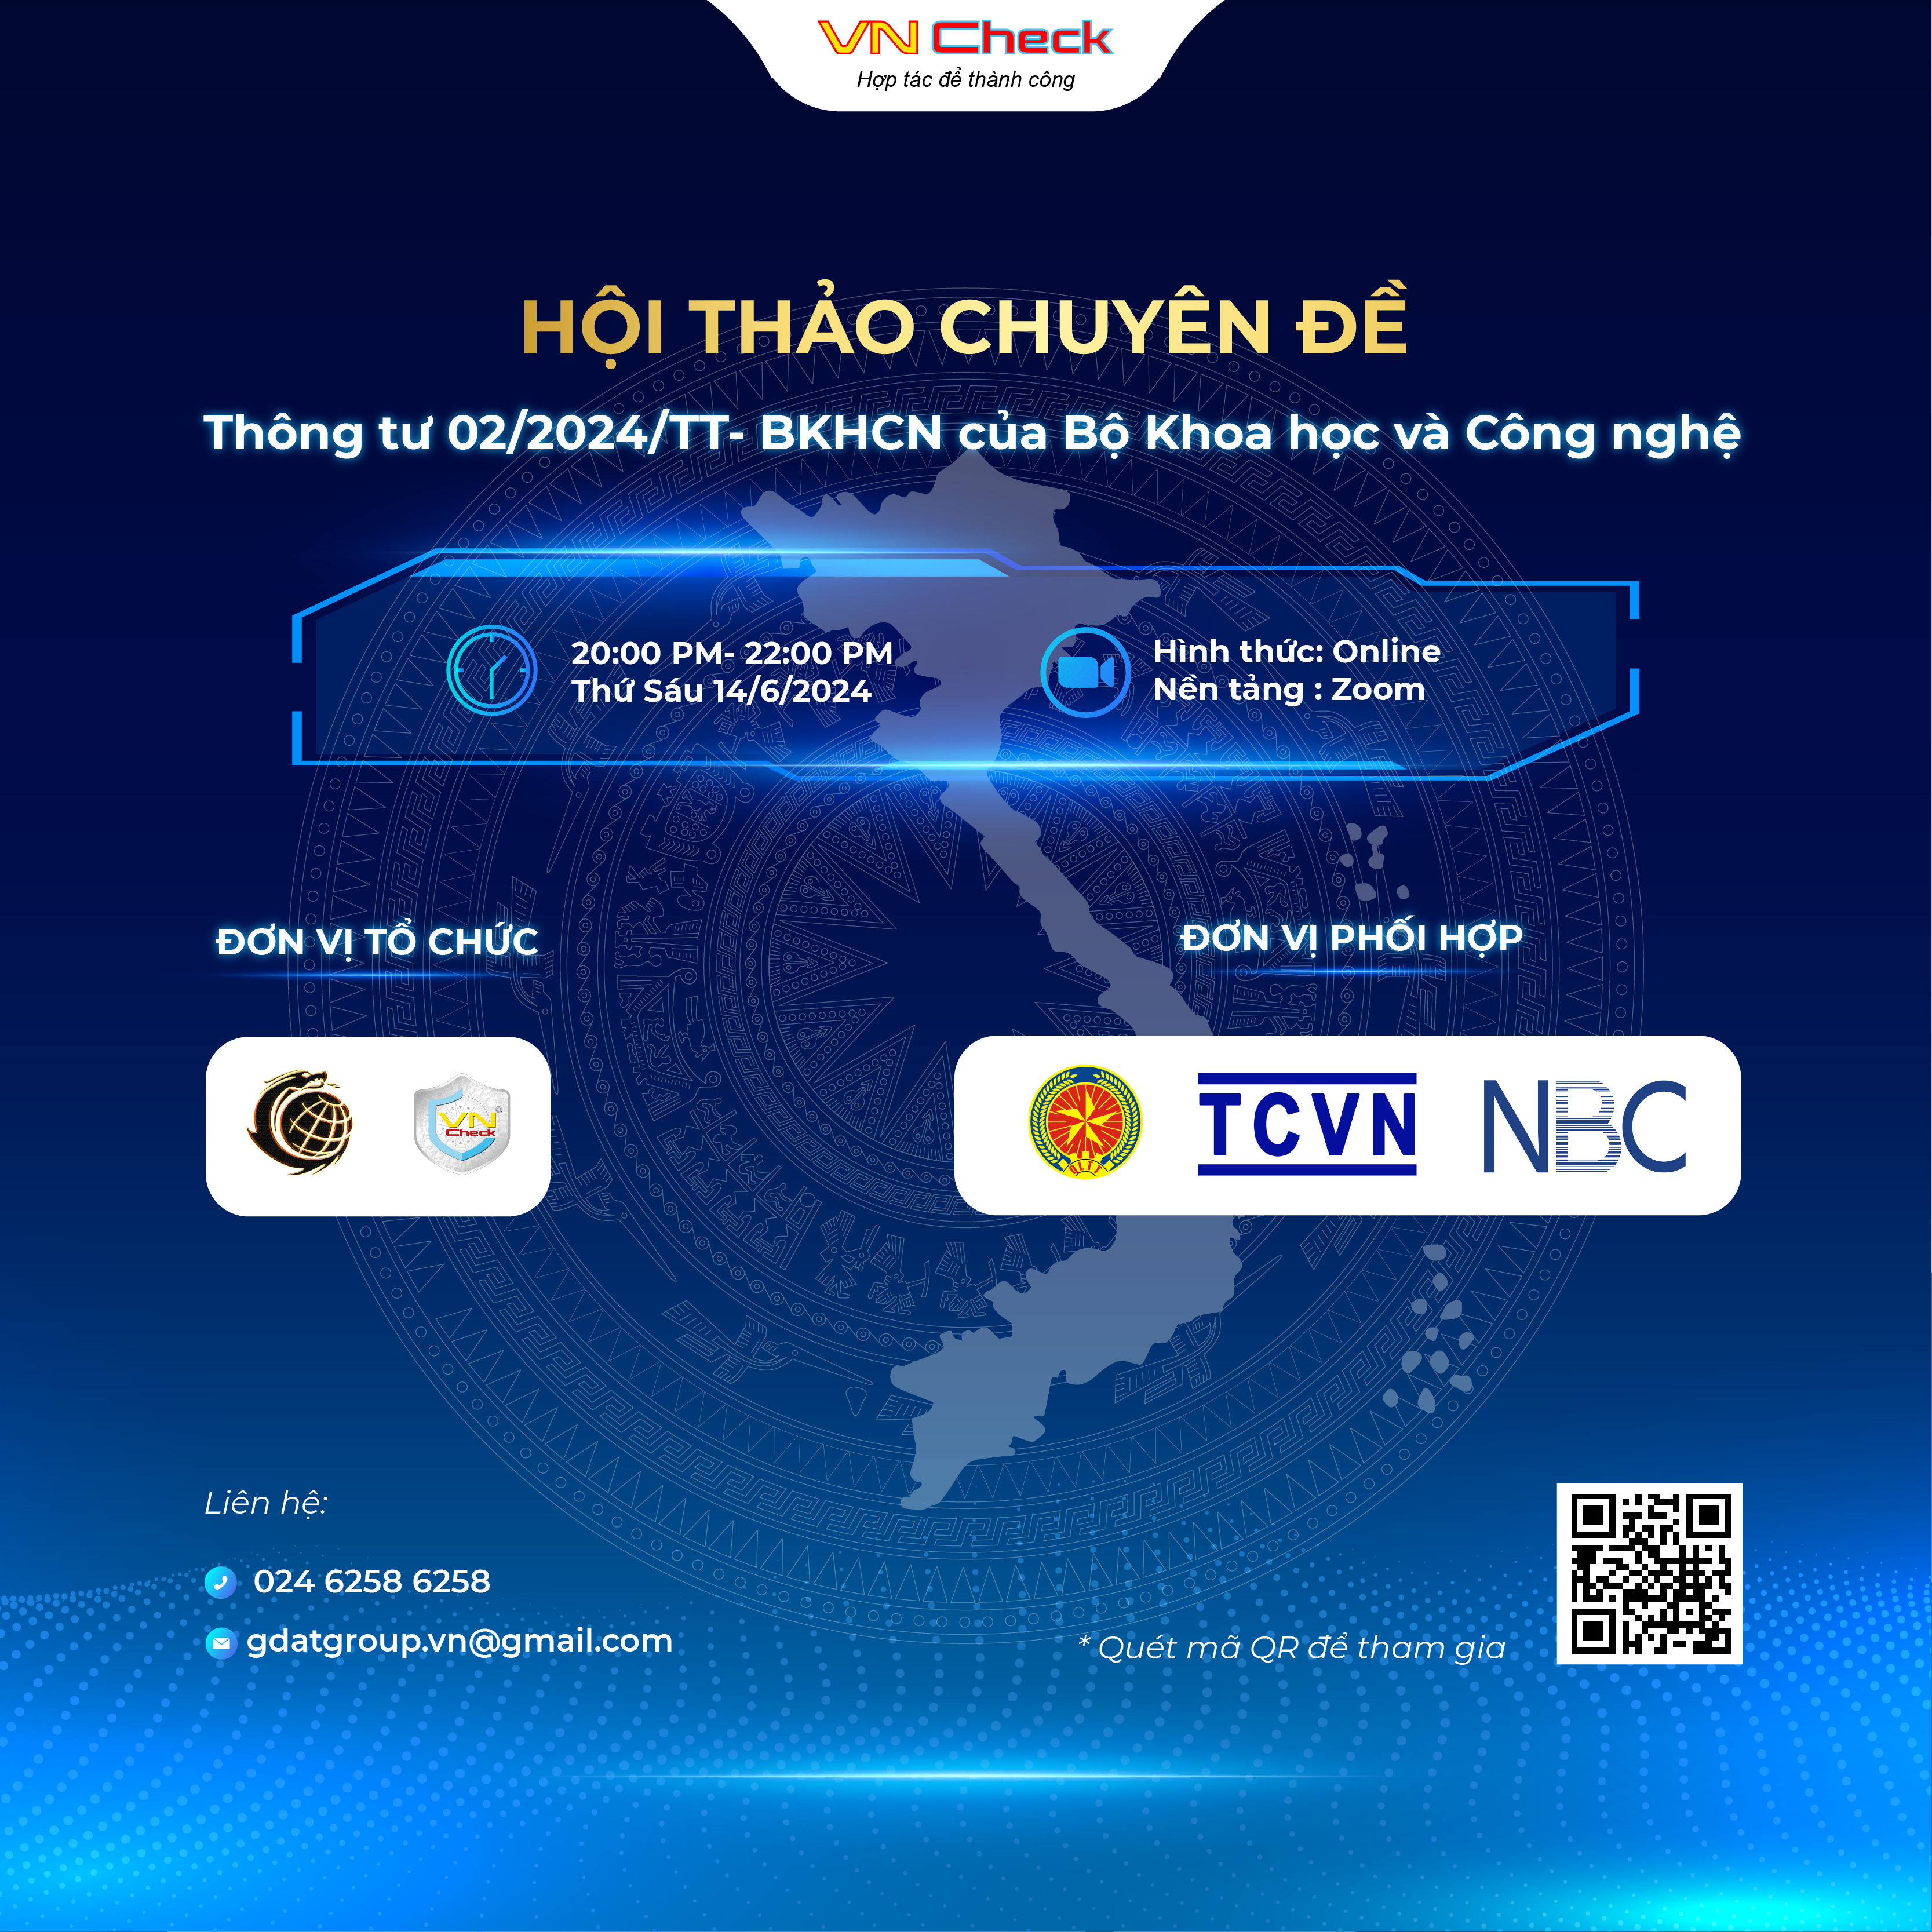 VN Check
Hợp tác để thành công
HỘI THẢO CHUYÊN ĐỀ
Thông tư 02/2024/TT- BKHCN của Bộ Khoa học và Công nghệ
20:00 PM- 22:00 PM
Thứ Sáu 14/6/2024
Hình thức: Online
Nền tảng : Zoom
ĐƠN VỊ TỔ CHỨC
ĐƠN VỊ PHỐI HỢP
VN
Check
®
QLTT
TCVN
NBC
Liên hệ:
024 6258 6258
gdatgroup.vn@gmail.com
* Quét mã QR để tham gia